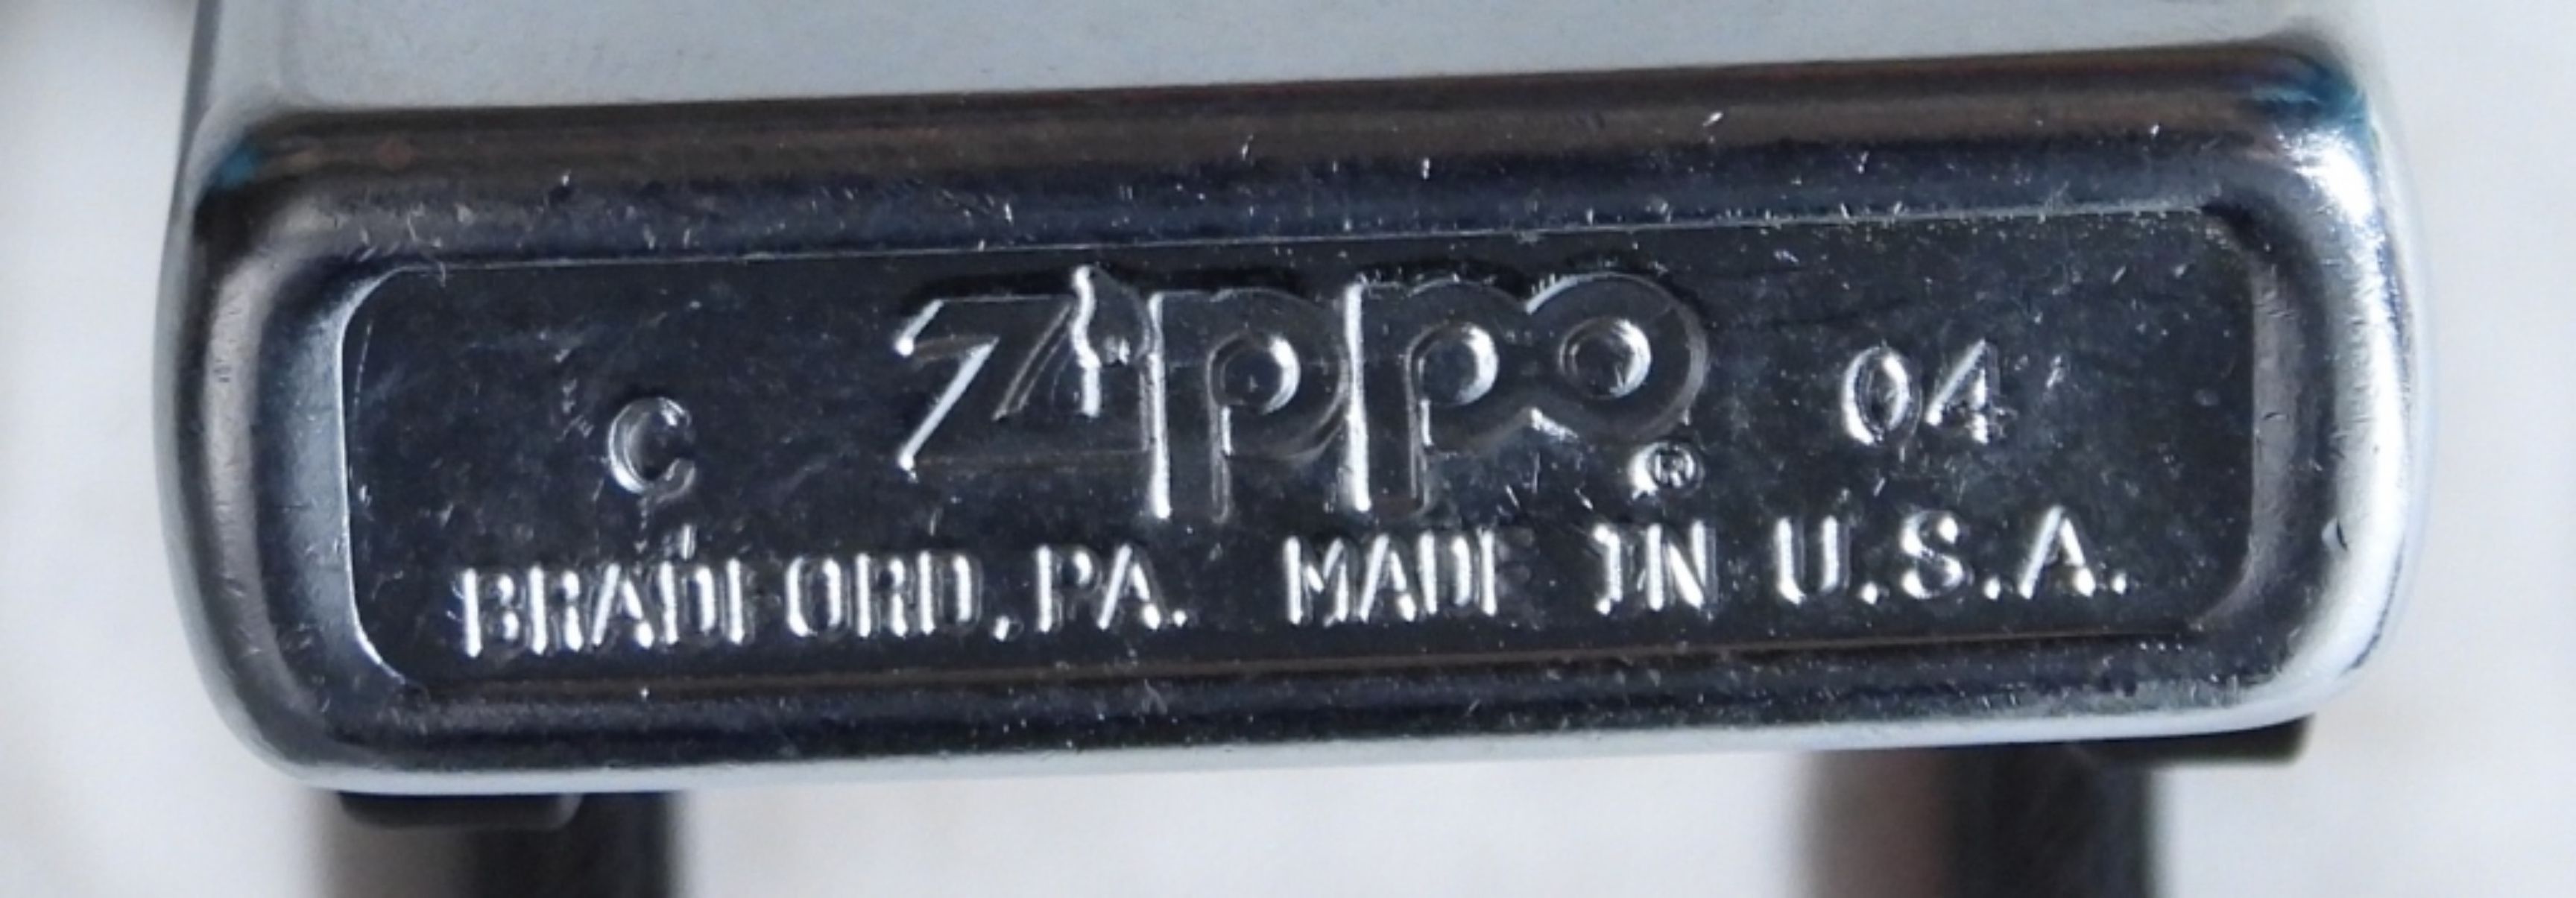 C Zippo® 04
BRADFORD, PA. MADE IN U.S.A.